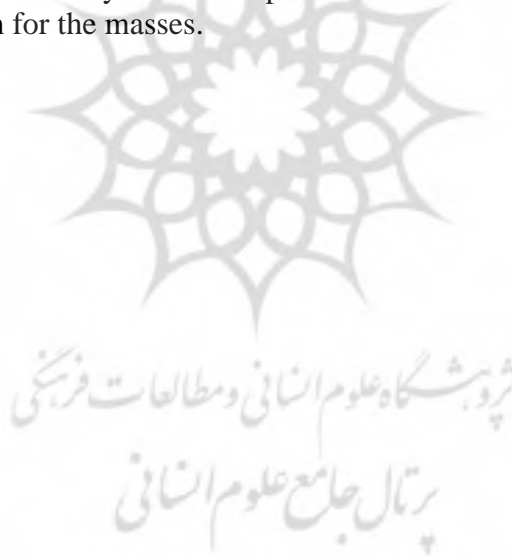 for the masses.
پژوهشگاه علوم انسانی و مطالعات فرهنگی
پرتال جامع علوم انسانی